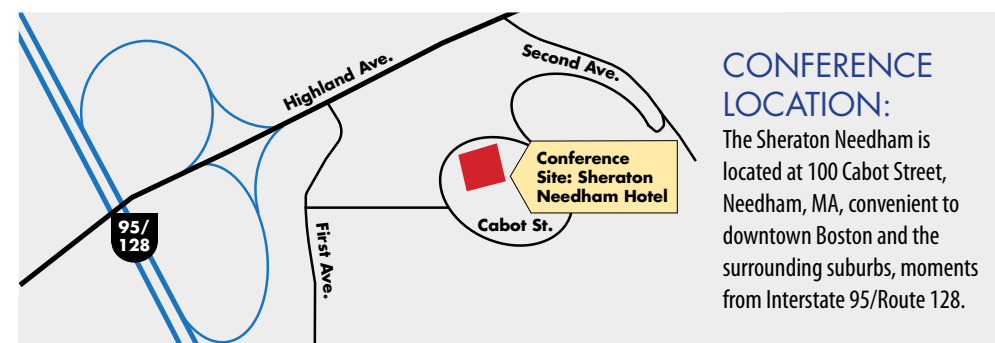 Highland Ave.
Second Ave.
Conference
Site: Sheraton
Needham Hotel
Cabot St.
First Ave.
95/
128
CONFERENCE
LOCATION:
The Sheraton Needham is
located at 100 Cabot Street,
Needham, MA, convenient to
downtown Boston and the
surrounding suburbs, moments
from Interstate 95/Route 128.